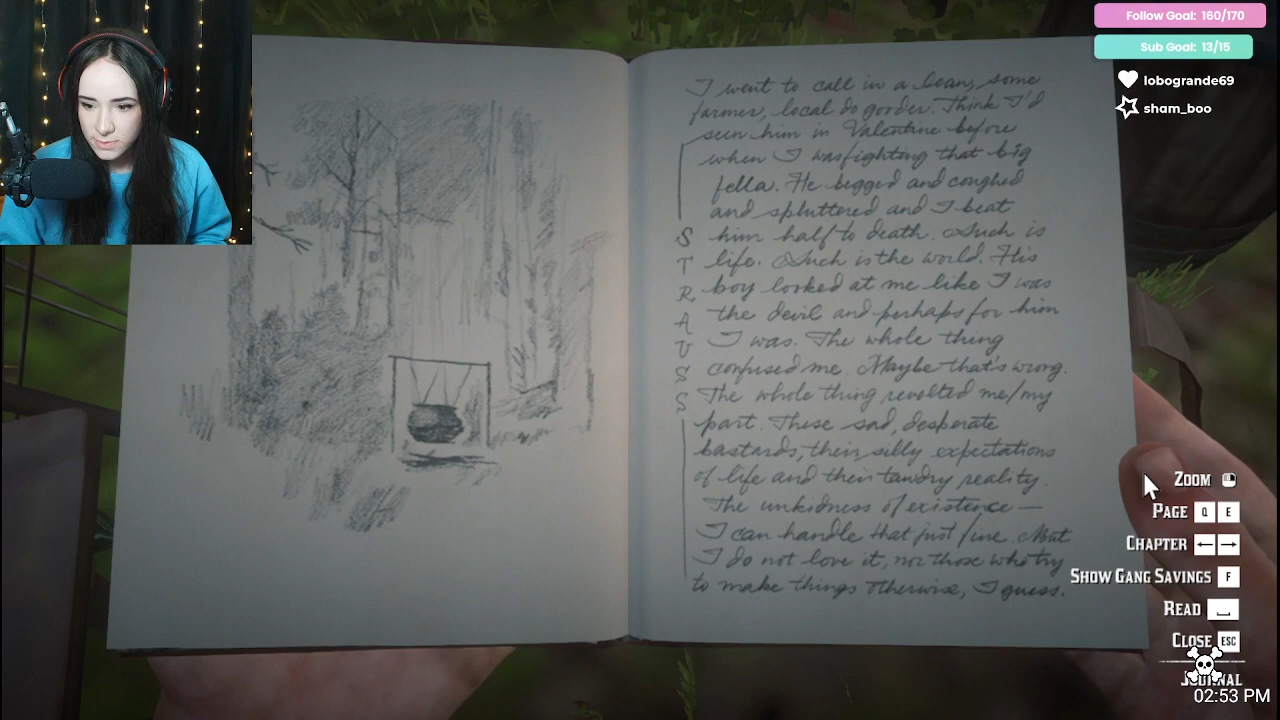 Follow Goal: 160/170
Sub Goal: 13/15
lobogrande69
sham_boo
I went to call in a loan, some
farmer, local do gooder. Think I'd
seen him in Valentine before
when I was fighting that big
fella. He begged and coughed
and spluttered and I beat
him half to death. Such is
life. Such is the world. His
boy looked at me like I was
the devil and perhaps for him
I was. The whole thing
confused me. Maybe that's wrong.
The whole thing revolted me/my
part. These sad, desperate
bastards, their silly expectations
of life and their tawdry reality.
The unkidness of existence —
I can handle that just fine. But
I do not love it, nor those who try
to make things otherwise, I guess.
STRAUSS
ZOOM
PAGE Q E
CHAPTER ← →
SHOW GANG SAVINGS F
READ
CLOSE ESC
JOURNAL
02:53 PM